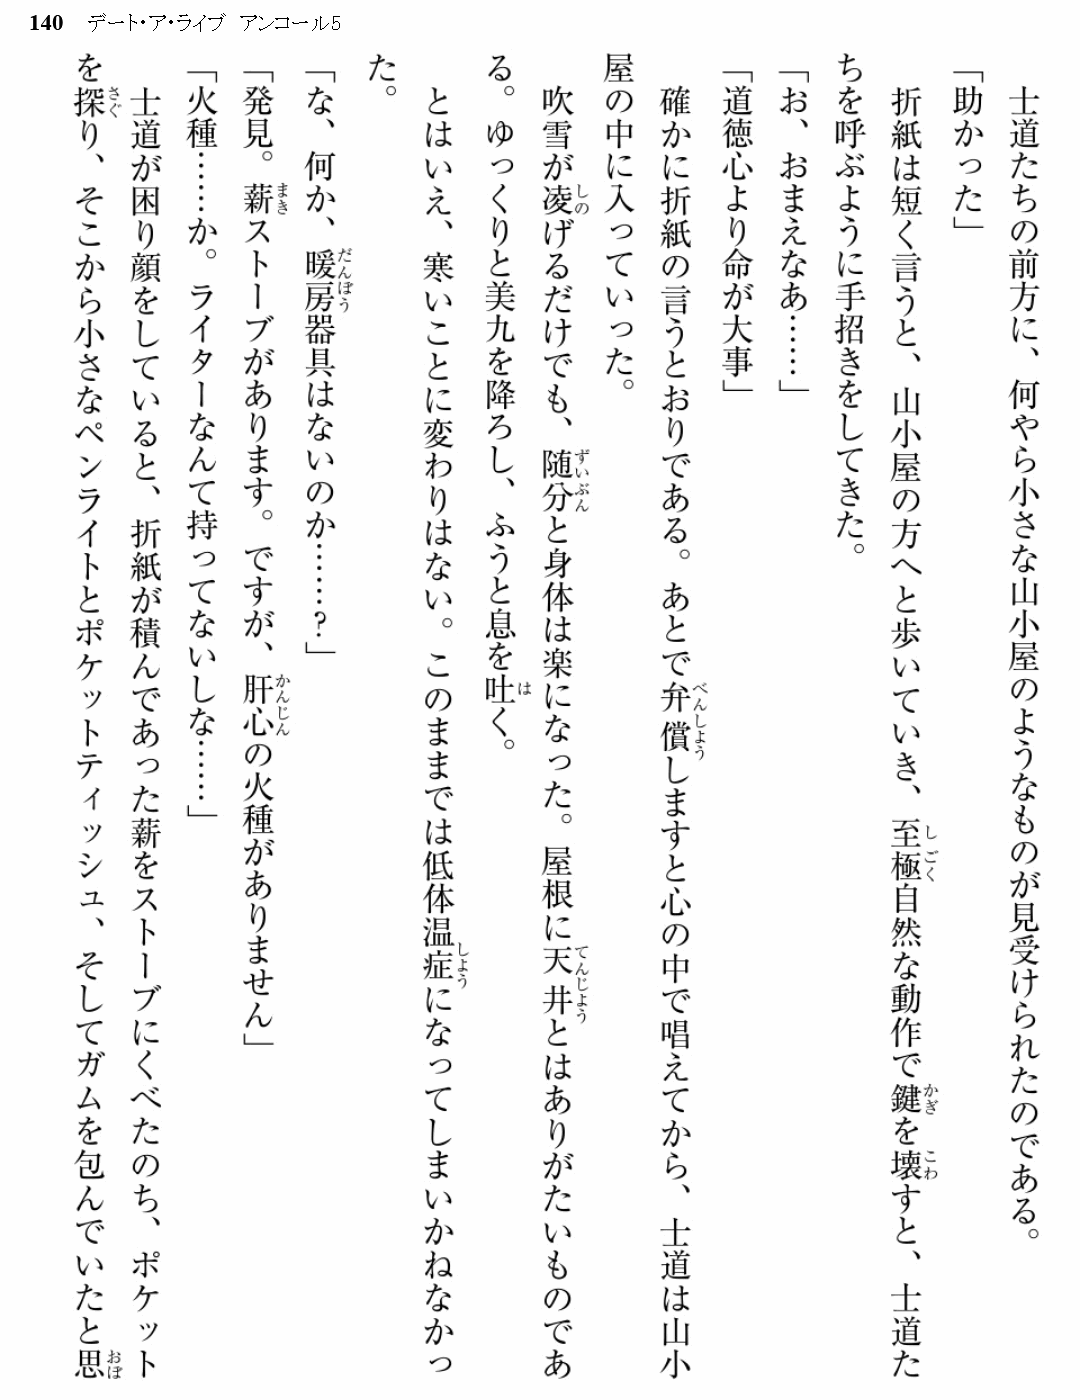 140 デート・ア・ライブ アンコール5
士道たちの前方に、何やら小さな山小屋のようなものが見受けられたのである。
「助かった」
折紙は短く言うと、山小屋の方へと歩いていき、至極自然な動作で鍵を壊すと、士道た
ちを呼ぶように手招きをしてきた。
「お、おまえなあ……」
「道徳心より命が大事」
確かに折紙の言うとおりである。あとで弁償しますと心の中で唱えてから、士道は山小
屋の中に入っていった。
吹雪が凌げるだけでも、随分と身体は楽になった。屋根に天井とはありがたいものであ
る。ゆっくりと美九を降ろし、ふうと息を吐く。
とはいえ、寒いことに変わりはない。このままでは低体温症になってしまいかねなかっ
た。
「な、何か、暖房器具はないのか……?」
「発見。薪ストーブがあります。ですが、肝心の火種がありません」
「火種……か。ライターなんて持ってないしな……」
士道が困り顔をしていると、折紙が積んであった薪をストーブにくべたのち、ポケット
を探り、そこから小さなペンライトとポケットティッシュ、そしてガムを包んでいたと思